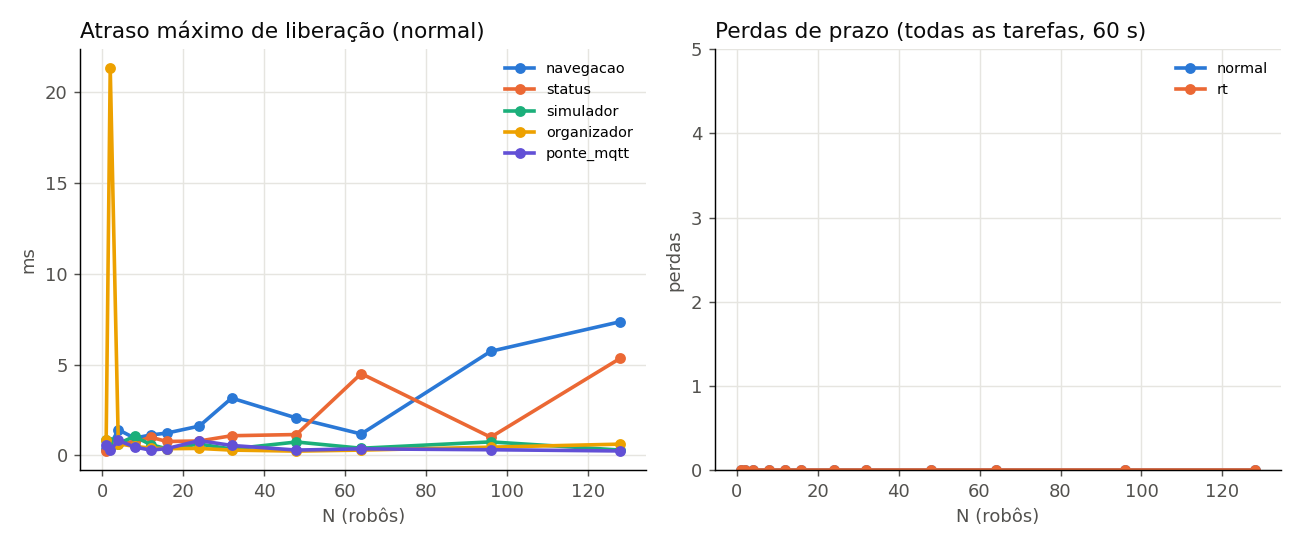 Atraso máximo de liberação (normal)
ms
20
15
10
5
0
0 20 40 60 80 100 120
N (robôs)
navegacao
status
simulador
organizador
ponte_mqtt
Perdas de prazo (todas as tarefas, 60 s)
perdas
5
4
3
2
1
0
0 20 40 60 80 100 120
N (robôs)
normal
rt